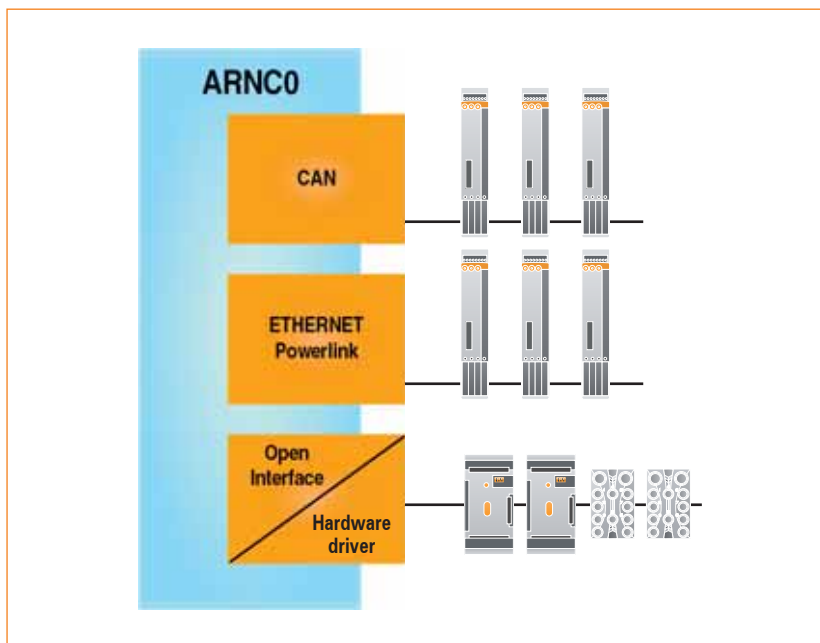 ARNC0
CAN
ETHERNET
Powerlink
Open
Interface
Hardware
driver